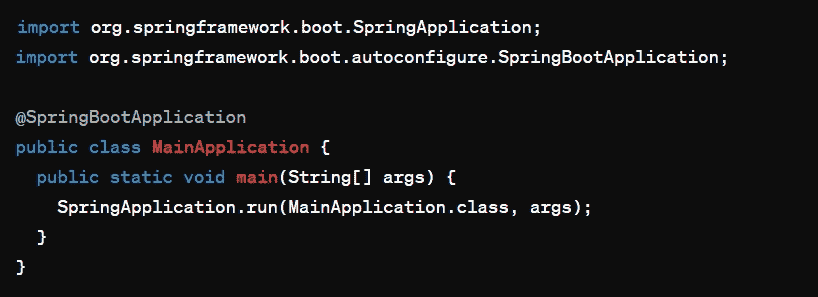 import org.springframework.boot.SpringApplication;
import org.springframework.boot.autoconfigure.SpringBootApplication;
@SpringBootApplication
public class MainApplication {
public static void main(String[] args) {
SpringApplication.run(MainApplication.class, args);
}
}